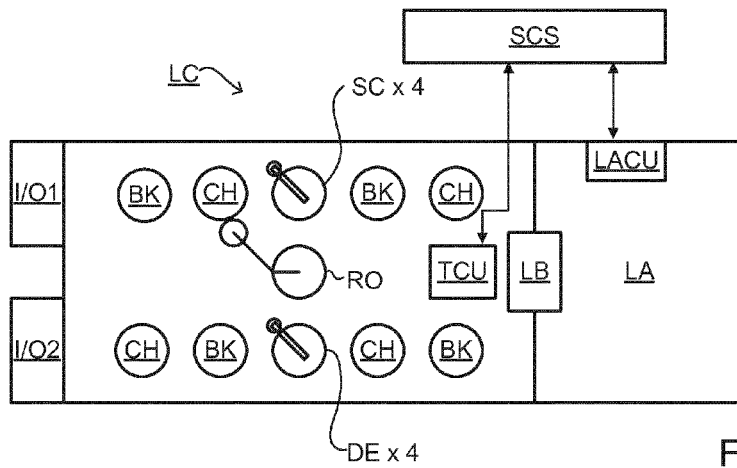 SCS
LC
SC x 4
I/O1
BK
CH
BK
CH
LACU
RO
TCU
LB
LA
I/O2
CH
BK
CH
BK
DE x 4
F